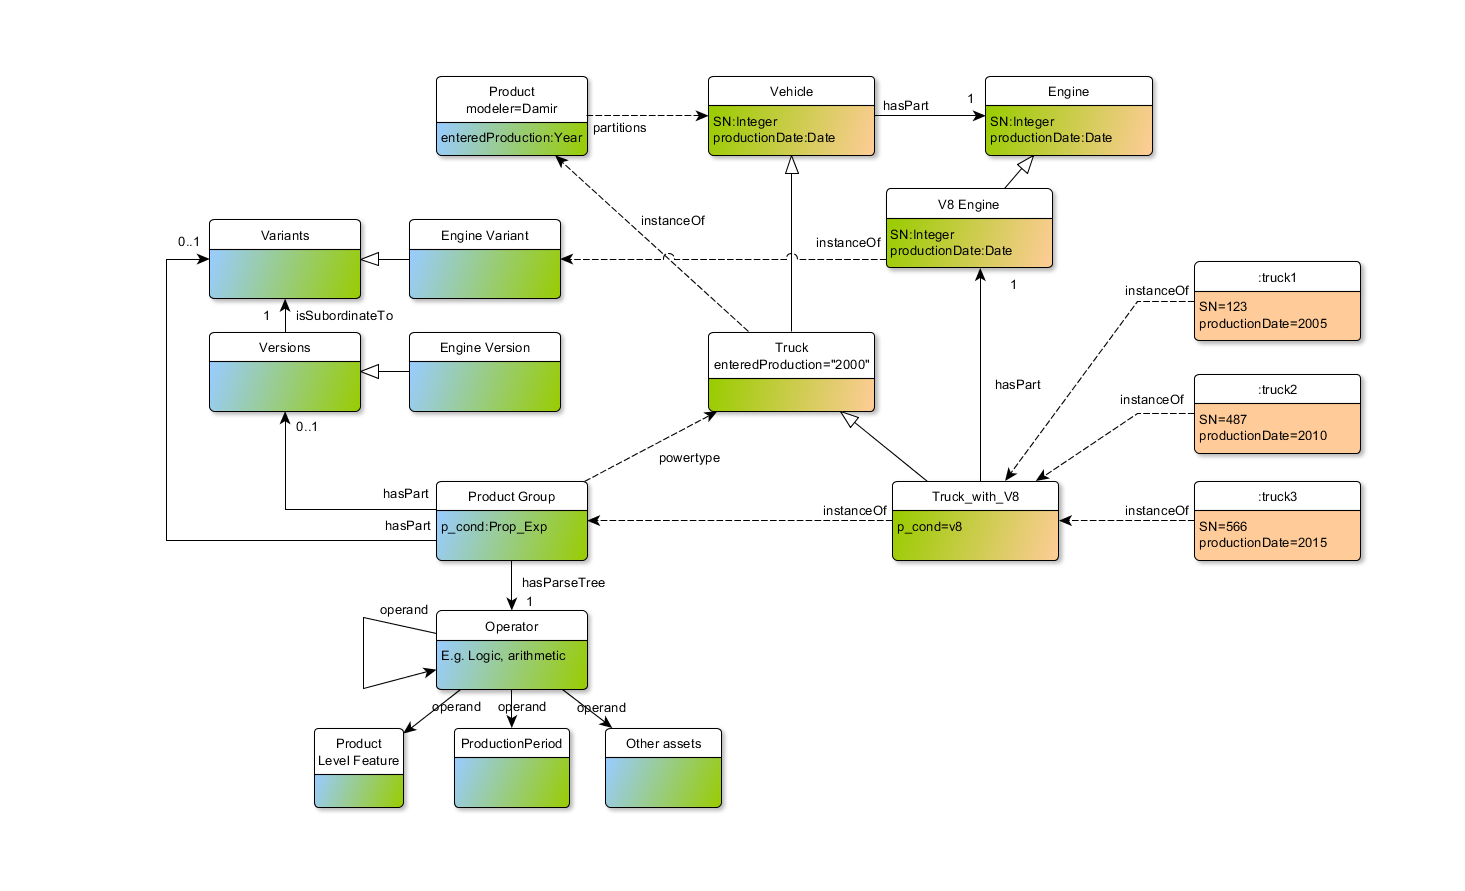 Product
modeler=Damir
enteredProduction:Year
partitions
Vehicle
SN:Integer
productionDate:Date
hasPart
1
Engine
SN:Integer
productionDate:Date
V8 Engine
SN:Integer
productionDate:Date
instanceOf
instanceOf
0..1
Variants
Engine Variant
1
isSubordinateTo
Versions
Engine Version
0..1
Truck
enteredProduction="2000"
1
hasPart
:truck1
SN=123
productionDate=2005
instanceOf
:truck2
SN=487
productionDate=2010
instanceOf
:truck3
SN=566
productionDate=2015
instanceOf
powertype
hasPart
hasPart
Product Group
p_cond:Prop_Exp
instanceOf
Truck_with_V8
p_cond=v8
hasParseTree
1
operand
Operator
E.g. Logic, arithmetic
operand
operand
operand
Product
Level Feature
ProductionPeriod
Other assets